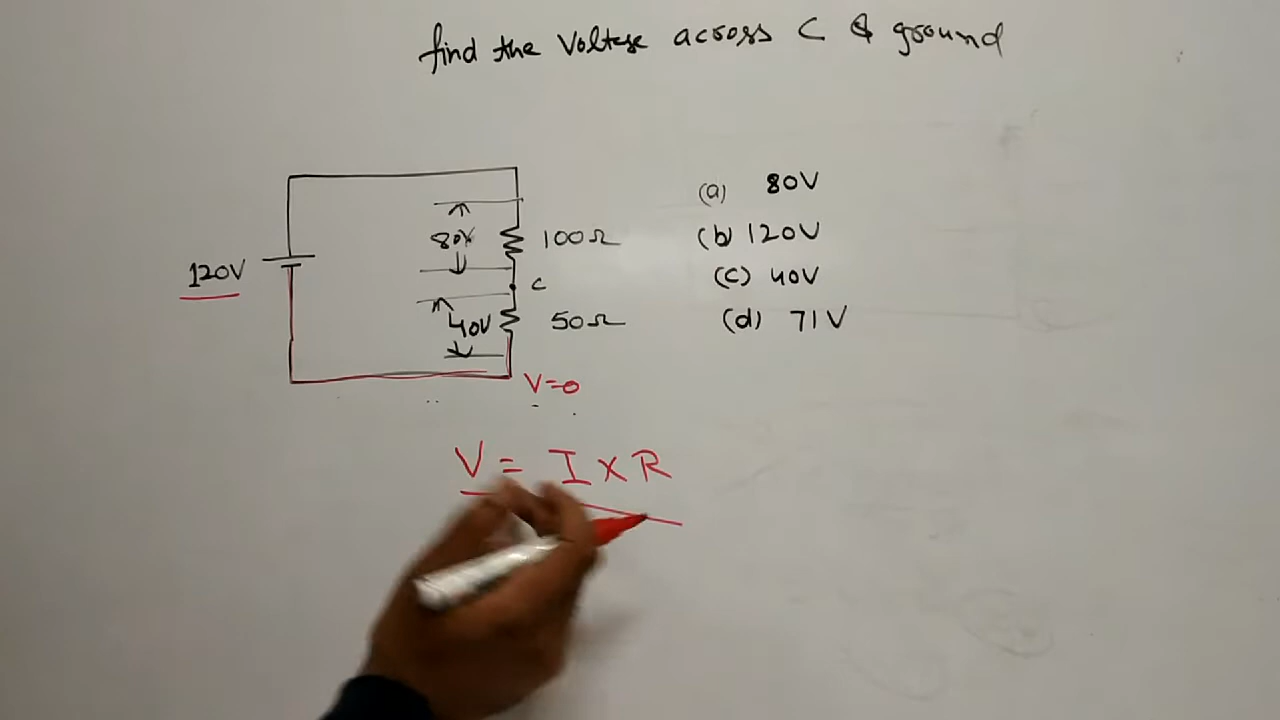 find the Voltage across C & ground
80V
100Ω
(a) 80V
(b) 120V
120V
C
(c) 40V
40V
50Ω
(d) 71V
V=0
V= I x R